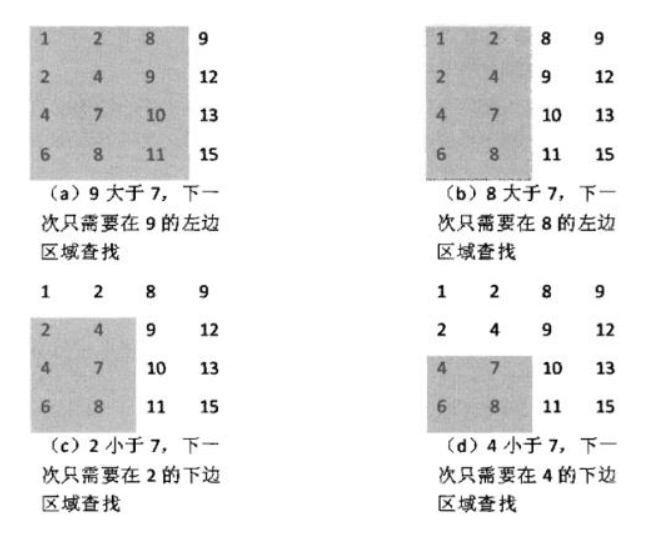 1 2 8 9
2 4 9 12
4 7 10 13
6 8 11 15
（a）9 大于 7，下一
次只需要在 9 的左边
区域查找
1 2 8 9
2 4 9 12
4 7 10 13
6 8 11 15
（b）8 大于 7，下一
次只需要在 8 的左边
区域查找
1 2 8 9
2 4 9 12
4 7 10 13
6 8 11 15
（c）2 小于 7，下一
次只需要在 2 的下边
区域查找
1 2 8 9
2 4 9 12
4 7 10 13
6 8 11 15
（d）4 小于 7，下一
次只需要在 4 的下边
区域查找